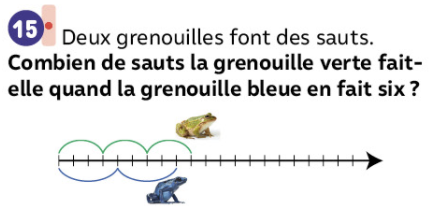 15 Deux grenouilles font des sauts.
Combien de sauts la grenouille verte fait-
elle quand la grenouille bleue en fait six ?